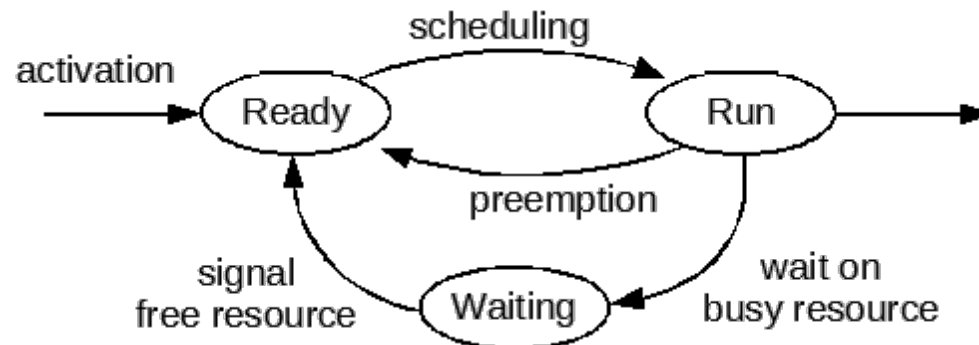 scheduling
activation
Ready
Run
preemption
signal
free resource
Waiting
wait on
busy resource